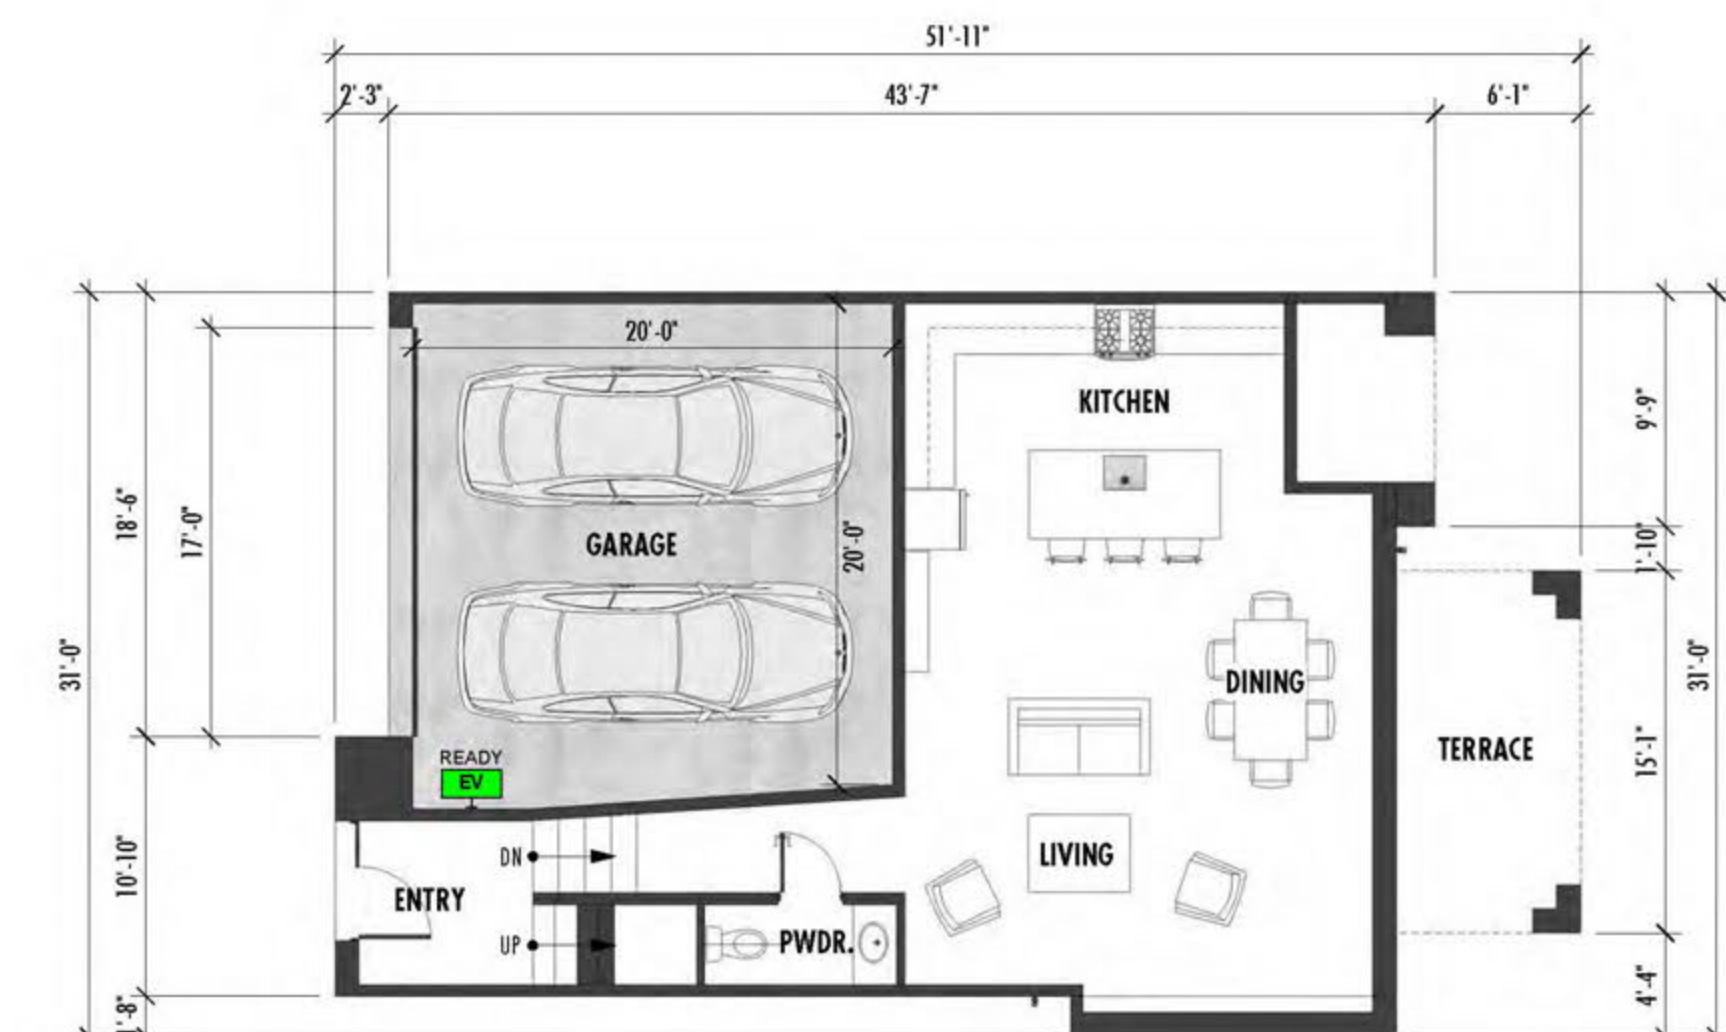 51'-11"
2'-3"
43'-7"
6'-1"
20'-0"
KITCHEN
9'-9"
18'-6"
17'-0"
GARAGE
20'-0"
1'-10"
31'-0"
DINING
31'-0"
TERRACE
15'-1"
READY
EV
DN
LIVING
10'-10"
ENTRY
UP
PWDR.
4'-4"
1'-8"